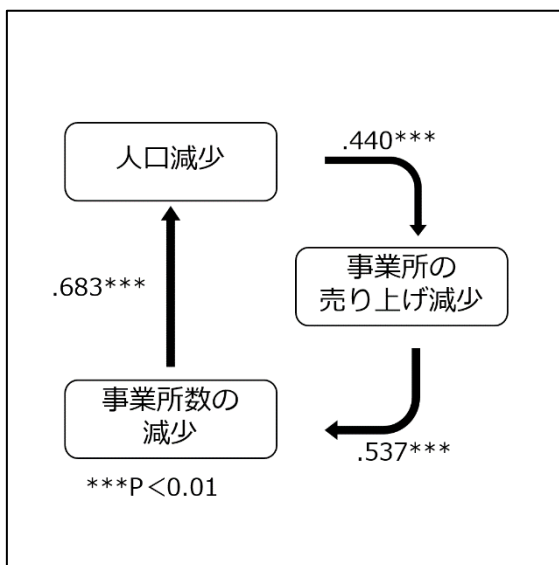 人口減少
.440***
事業所の
売り上げ減少
.683***
事業所数の
減少
.537***
***P＜0.01